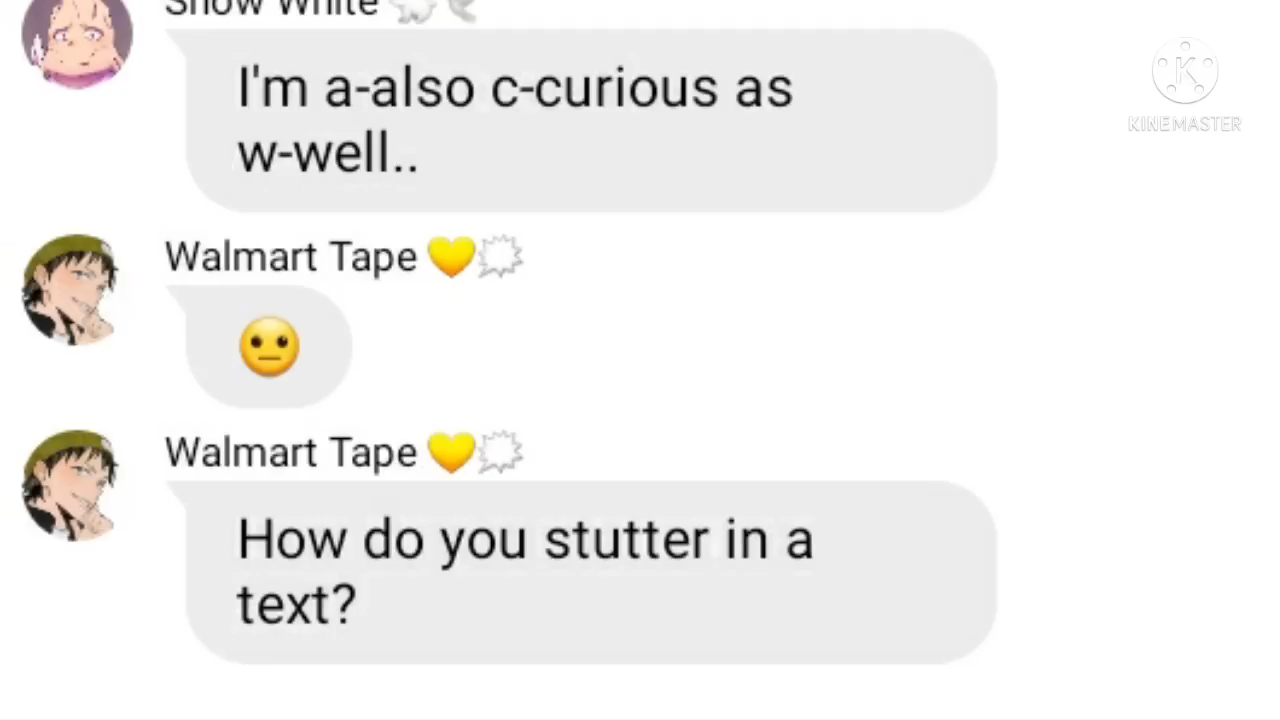 Snow White 🕊
I'm a-also c-curious as
w-well..
Walmart Tape 💛🗯
😐
Walmart Tape 💛🗯
How do you stutter in a
text?
K
KINEMASTER